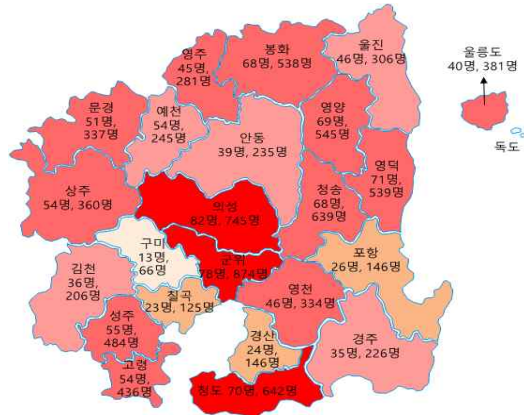 영주
45명,
281명
봉화
68명, 538명
울진
46명, 306명
울릉도
40명, 381명
독도
문경
51명,
337명
예천
54명,
245명
안동
39명, 235명
영양
69명,
545명
영덕
71명,
539명
상주
54명, 360명
의성
82명, 745명
청송
68명,
639명
구미
13명,
66명
군위
78명, 874명
포항
26명, 146명
김천
36명,
206명
칠곡
23명, 125명
영천
46명, 334명
성주
55명,
484명
경산
24명,
146명
경주
35명, 226명
고령
54명,
436명
청도 70명, 642명